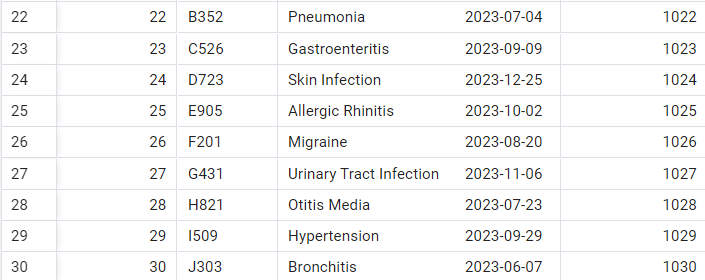 22 22 B352 Pneumonia 2023-07-04 1022
23 23 C526 Gastroenteritis 2023-09-09 1023
24 24 D723 Skin Infection 2023-12-25 1024
25 25 E905 Allergic Rhinitis 2023-10-02 1025
26 26 F201 Migraine 2023-08-20 1026
27 27 G431 Urinary Tract Infection 2023-11-06 1027
28 28 H821 Otitis Media 2023-07-23 1028
29 29 I509 Hypertension 2023-09-29 1029
30 30 J303 Bronchitis 2023-06-07 1030